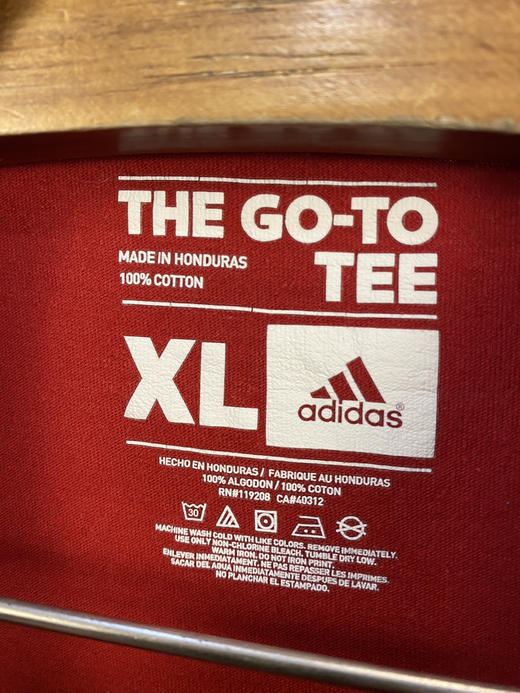 THE GO-TO
TEE
MADE IN HONDURAS
100% COTTON
XL
adidas®
HECHO EN HONDURAS / FABRIQUE AU HONDURAS
100% ALGODON / 100% COTON
RN#119208 CA#40312
30
MACHINE WASH COLD WITH LIKE COLORS. REMOVE IMMEDIATELY.
USE ONLY NON-CHLORINE BLEACH. TUMBLE DRY LOW.
WARM IRON. DO NOT IRON PRINT.
ENLEVER IMMEDIATAMENT. NE PAS REPASSER LES IMPRIMES.
SACAR DEL AGUA INMEDIATAMENTE DESPUES DE LAVAR.
NO PLANCHAR EL ESTAMPADO.